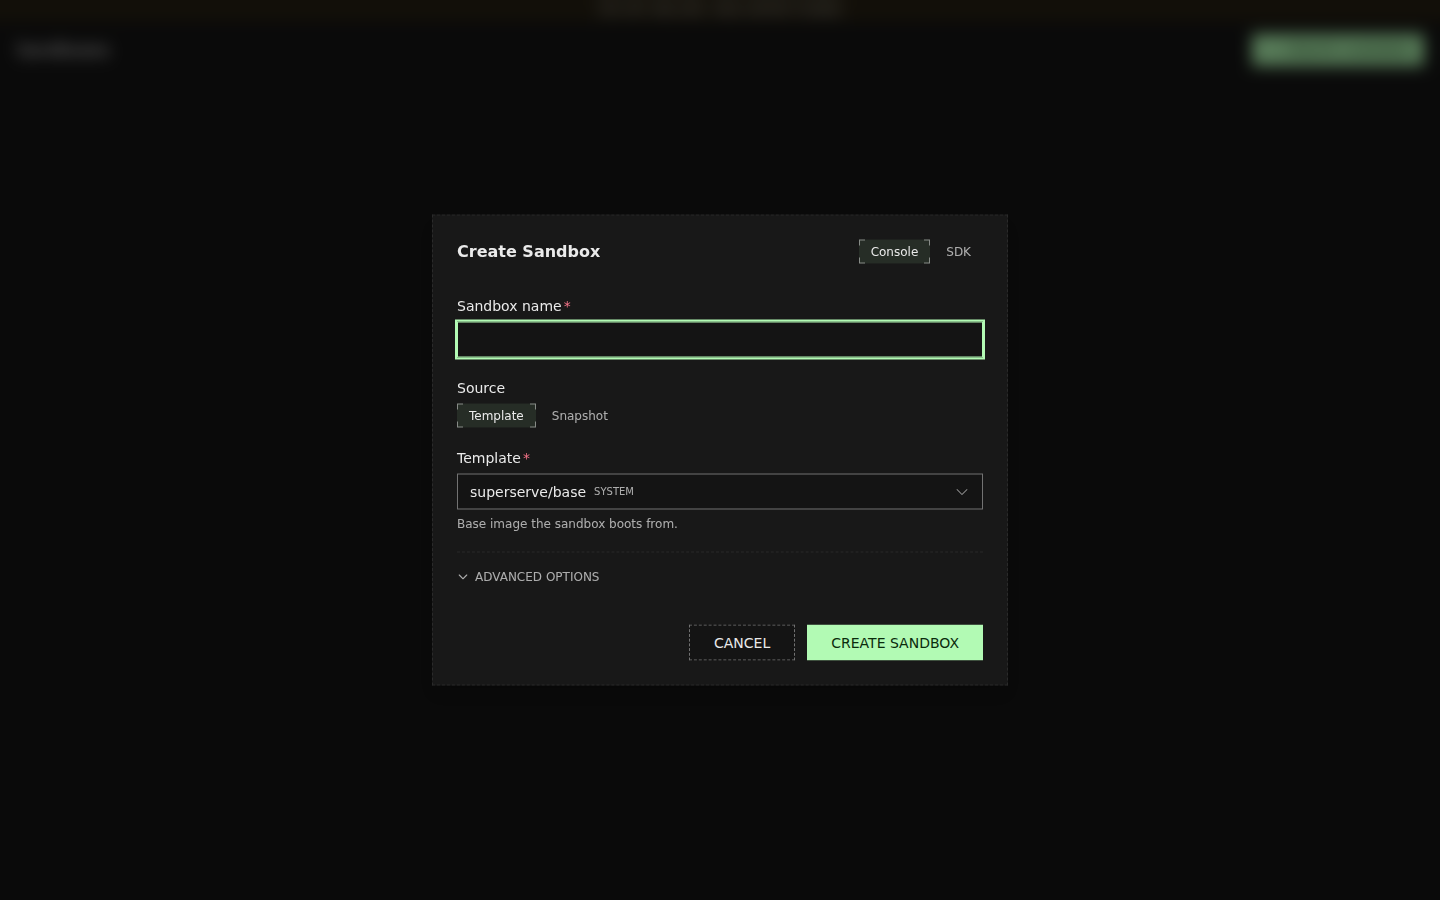 Create Sandbox
Console SDK
Sandbox name*
Source
Template Snapshot
Template*
superserve/base SYSTEM
Base image the sandbox boots from.
ADVANCED OPTIONS
CANCEL CREATE SANDBOX